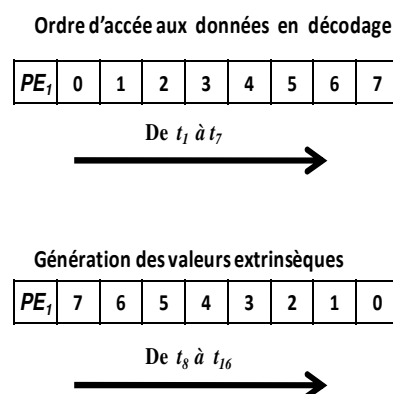 Ordre d'accée aux données en décodage
PE1 0 1 2 3 4 5 6 7
De t1 à t7
Génération des valeurs extrinsèques
PE1 7 6 5 4 3 2 1 0
De t8 à t16